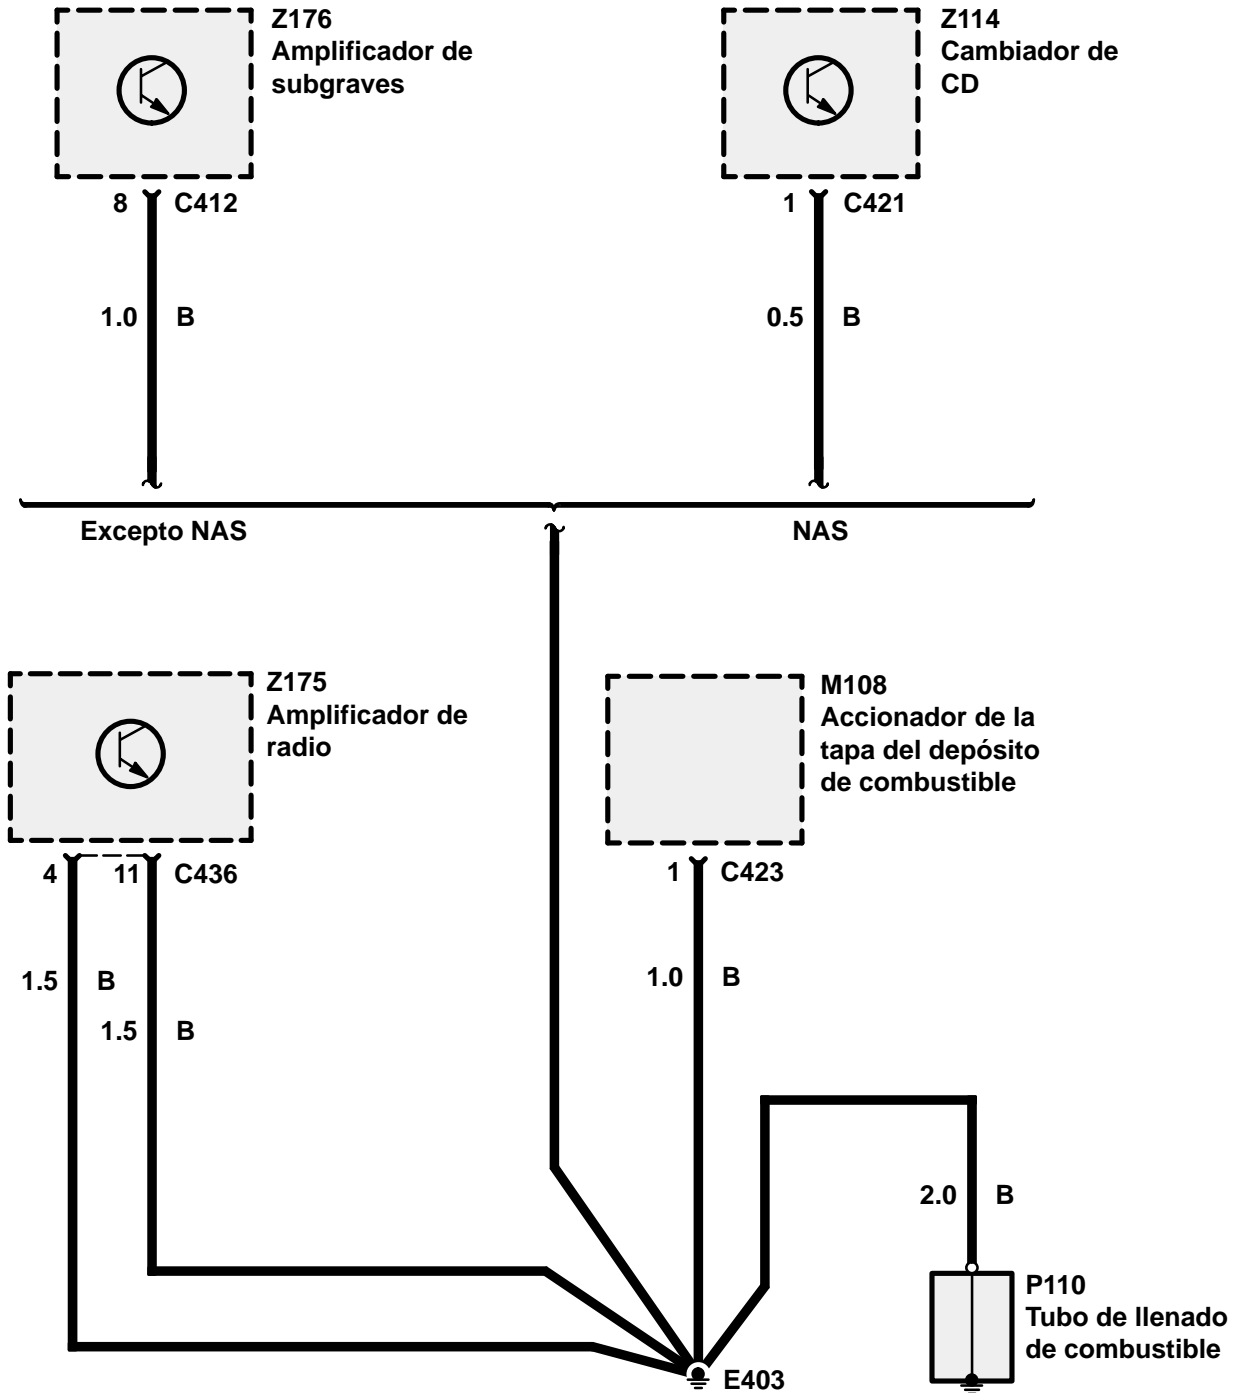 Z176
Amplificador de
subgraves
Z114
Cambiador de
CD
8 C412
1 C421
1.0 B
0.5 B
Excepto NAS
NAS
Z175
Amplificador de
radio
M108
Accionador de la
tapa del depósito
de combustible
4 11 C436
1 C423
1.5 B
1.0 B
1.5 B
2.0 B
P110
Tubo de llenado
de combustible
E403